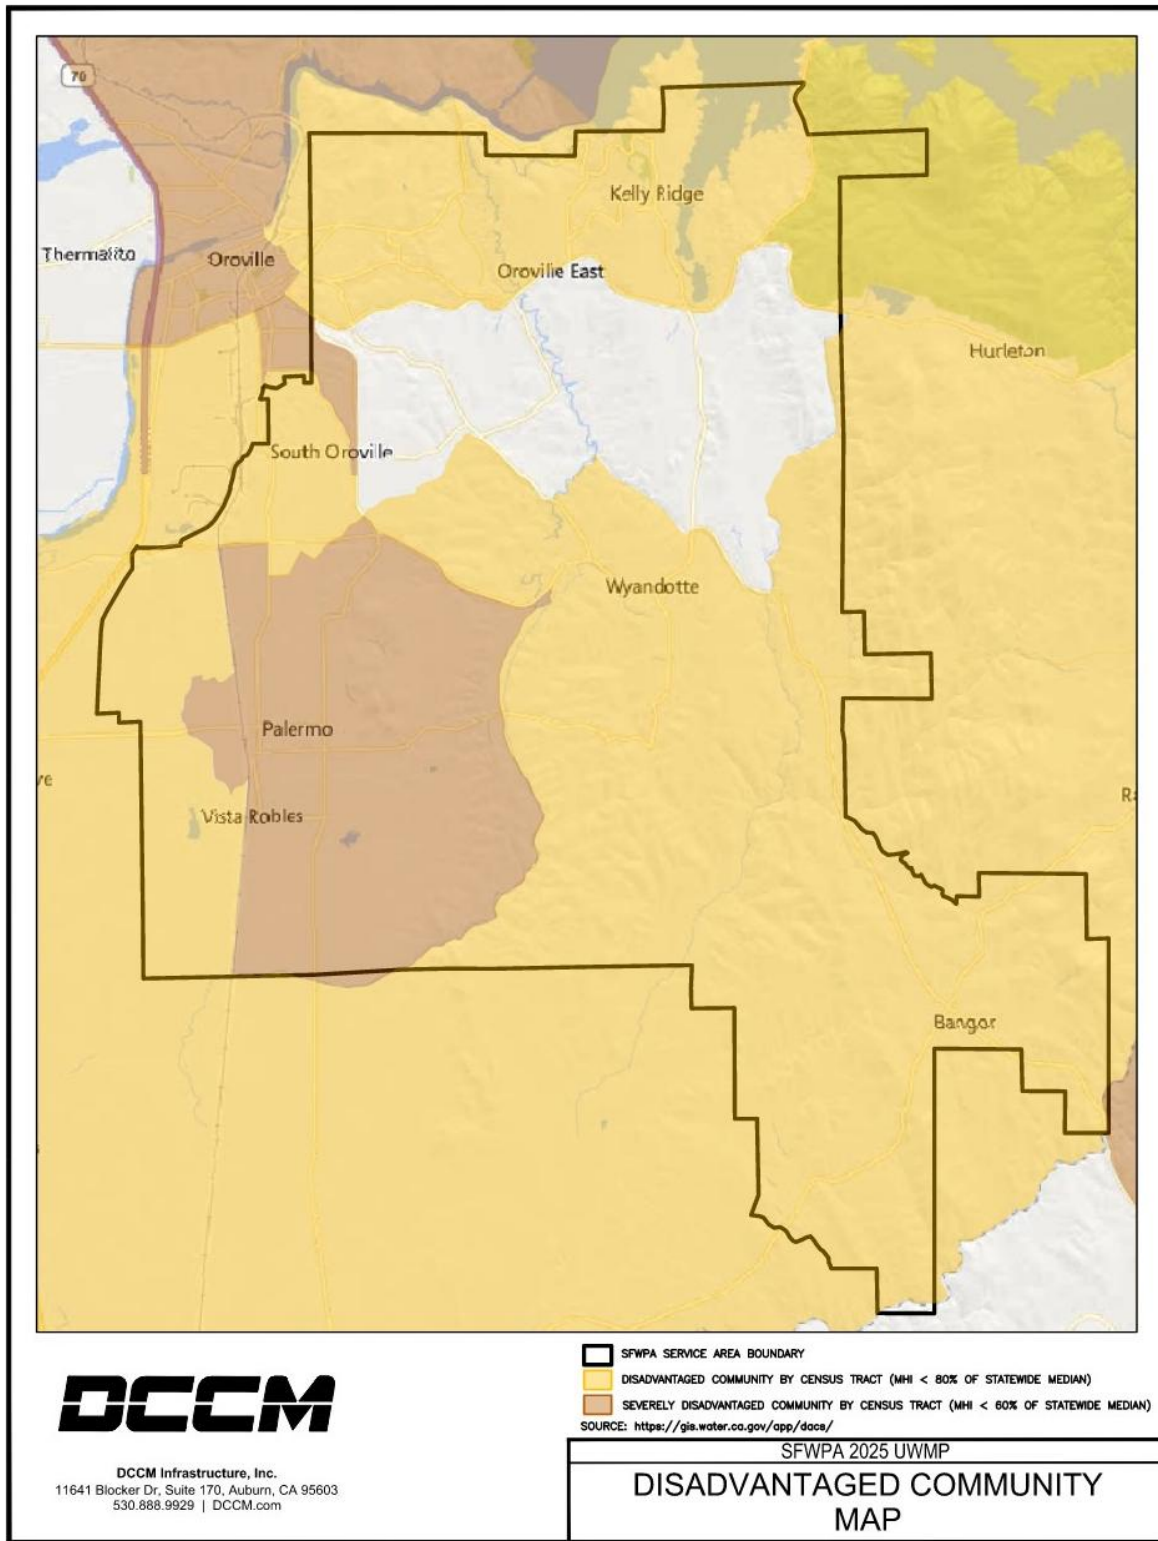 70
Kelly Ridge
Thermalito
Oroville
Oroville East
Hurleton
South Oroville
Wyandotte
Palermo
ve
Ra
Vista Robles
Bangor
SFWPA SERVICE AREA BOUNDARY
DISADVANTAGED COMMUNITY BY CENSUS TRACT (MHI < 80% OF STATEWIDE MEDIAN)
SEVERELY DISADVANTAGED COMMUNITY BY CENSUS TRACT (MHI < 60% OF STATEWIDE MEDIAN)
SOURCE: https://gis.water.ca.gov/app/dacs/
DCCM
DCCM Infrastructure, Inc.
11641 Blocker Dr, Suite 170, Auburn, CA 95603
530.888.9929 | DCCM.com
SFWPA 2025 UWMP
DISADVANTAGED COMMUNITY
MAP